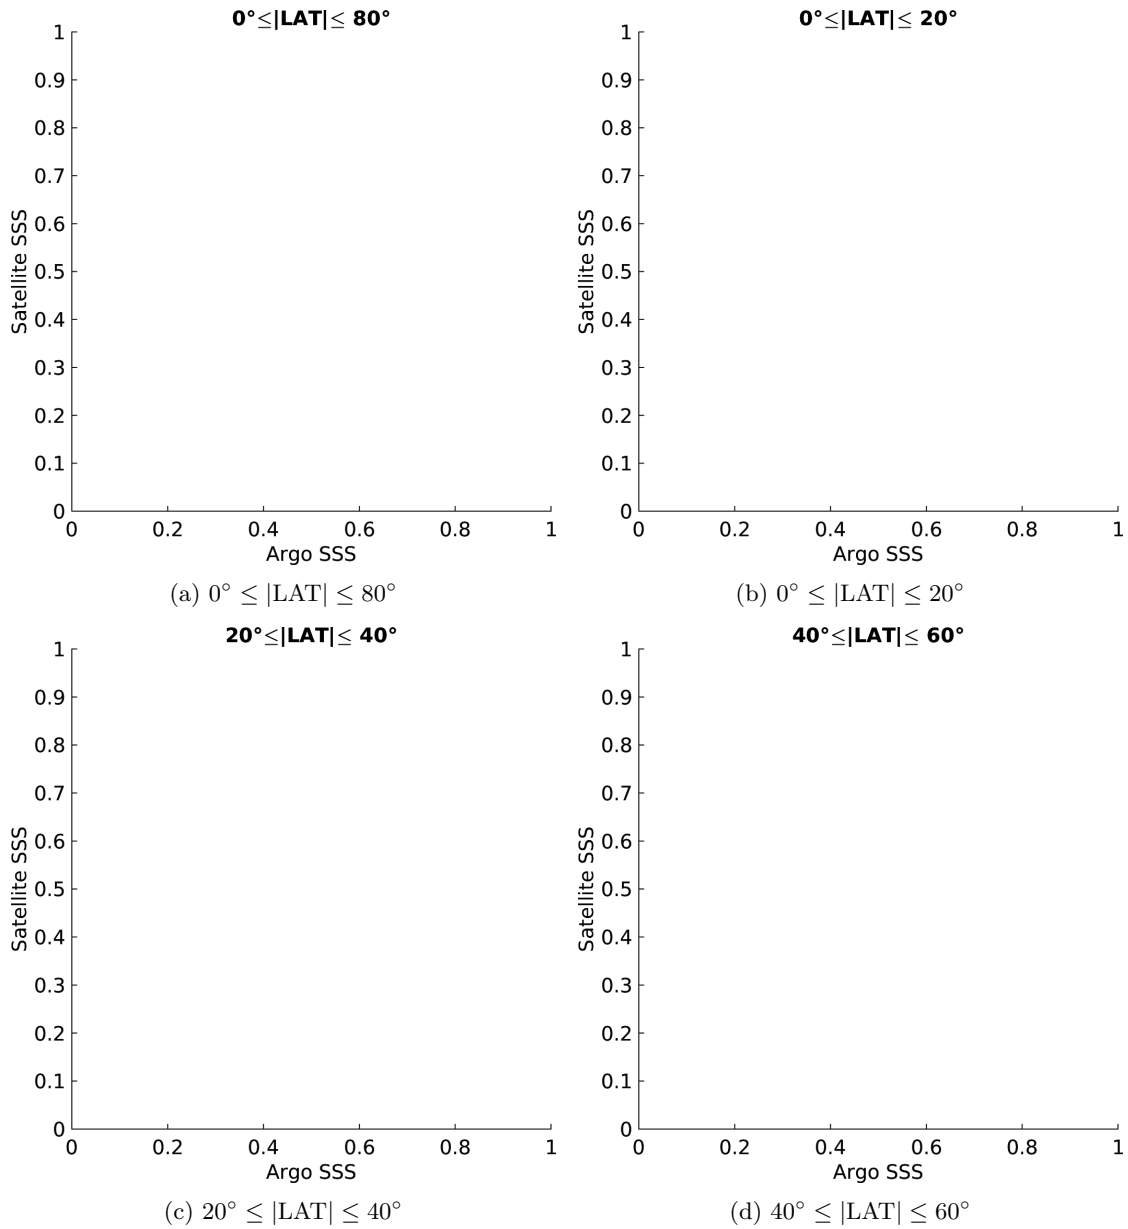 0°≤|LAT|≤ 80°
1
0.9
0.8
0.7
0.6
0.5
0.4
0.3
0.2
0.1
0
Satellite SSS
0 0.2 0.4 0.6 0.8 1
Argo SSS
(a) 0° ≤ |LAT| ≤ 80°
0°≤|LAT|≤ 20°
1
0.9
0.8
0.7
0.6
0.5
0.4
0.3
0.2
0.1
0
Satellite SSS
0 0.2 0.4 0.6 0.8 1
Argo SSS
(b) 0° ≤ |LAT| ≤ 20°
20°≤|LAT|≤ 40°
1
0.9
0.8
0.7
0.6
0.5
0.4
0.3
0.2
0.1
0
Satellite SSS
0 0.2 0.4 0.6 0.8 1
Argo SSS
(c) 20° ≤ |LAT| ≤ 40°
40°≤|LAT|≤ 60°
1
0.9
0.8
0.7
0.6
0.5
0.4
0.3
0.2
0.1
0
Satellite SSS
0 0.2 0.4 0.6 0.8 1
Argo SSS
(d) 40° ≤ |LAT| ≤ 60°